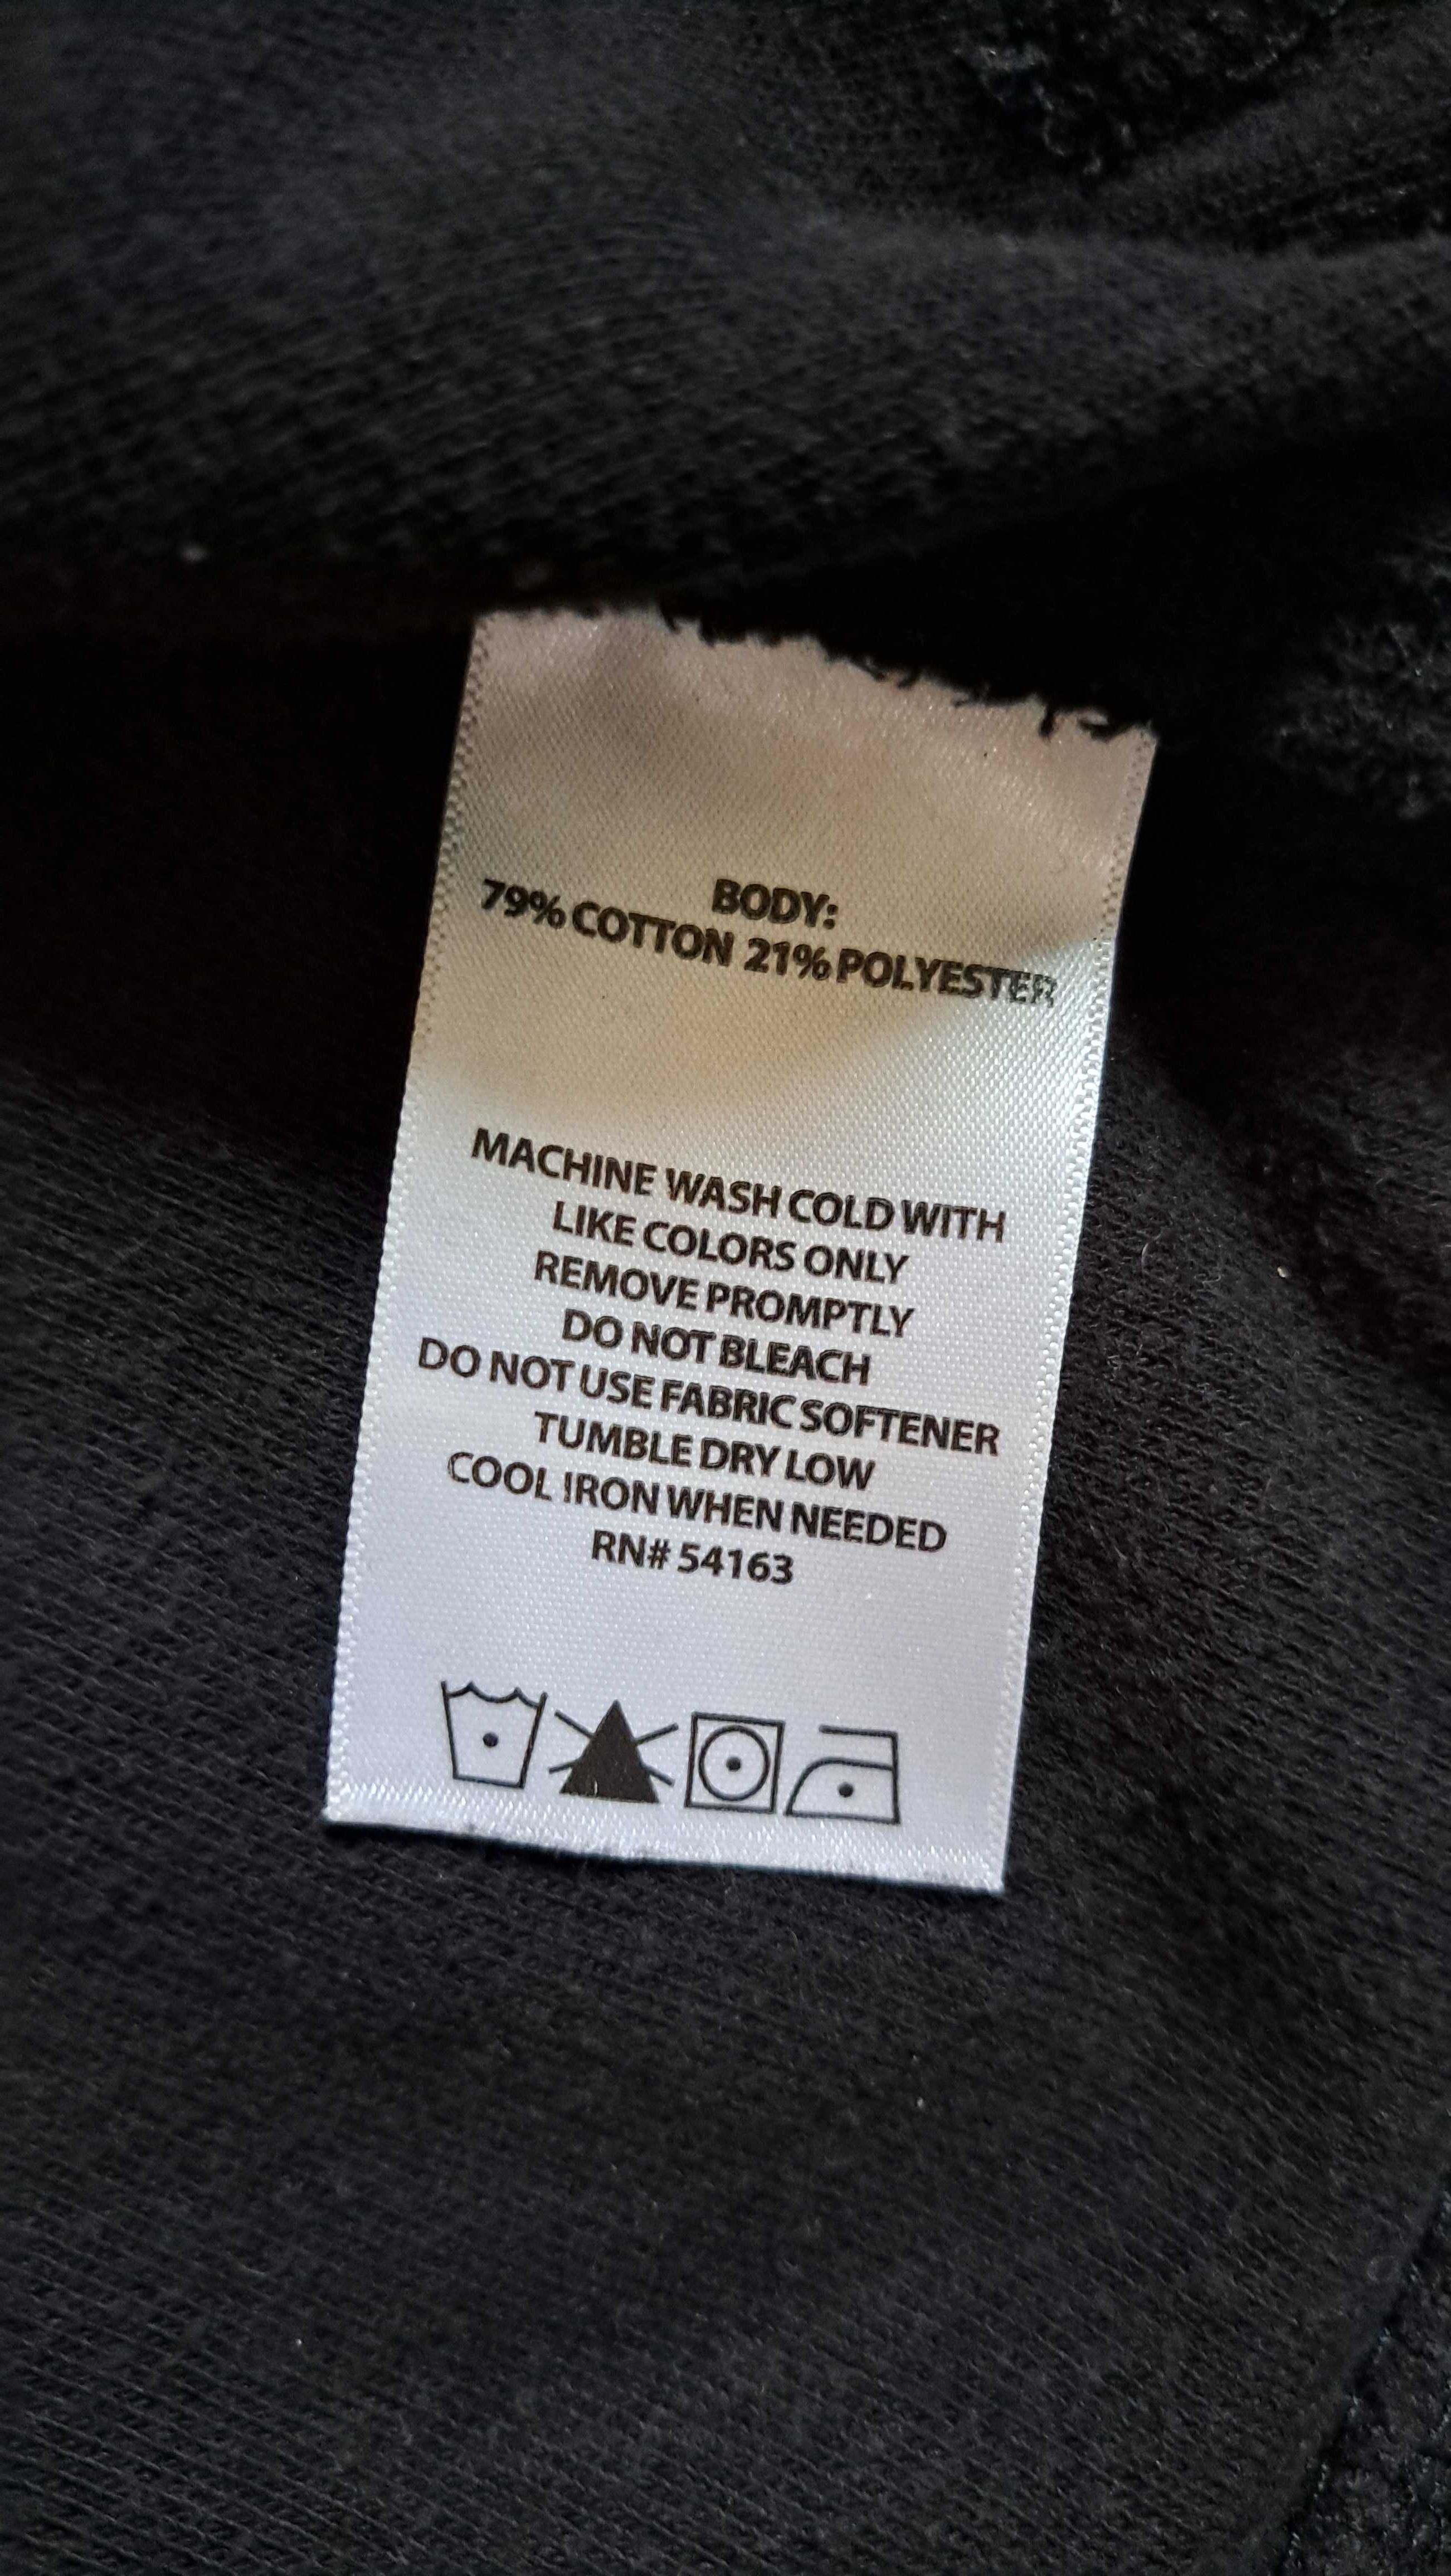 BODY:
79% COTTON 21% POLYESTER
MACHINE WASH COLD WITH
LIKE COLORS ONLY
REMOVE PROMPTLY
DO NOT BLEACH
DO NOT USE FABRIC SOFTENER
TUMBLE DRY LOW
COOL IRON WHEN NEEDED
RN# 54163